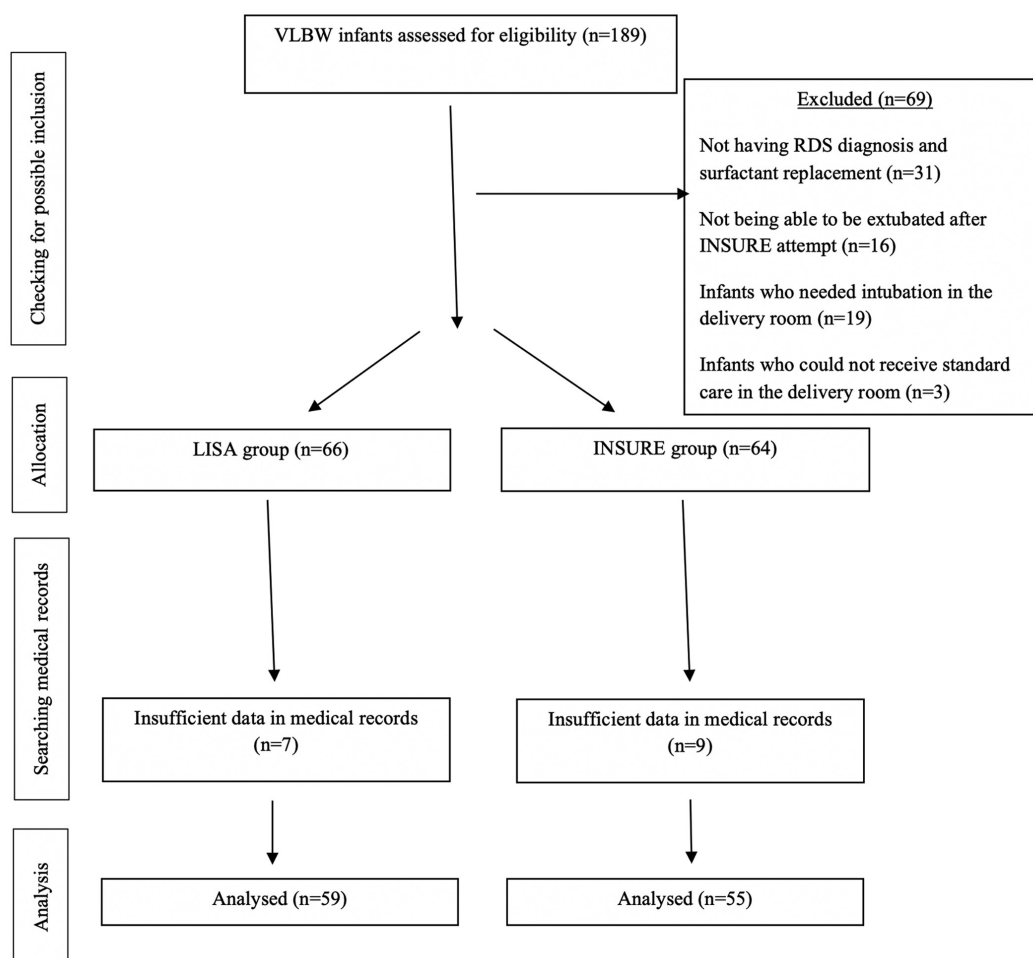 VLBW infants assessed for eligibility (n=189)
Checking for possible inclusion
Excluded (n=69)
Not having RDS diagnosis and
surfactant replacement (n=31)
Not being able to be extubated after
INSURE attempt (n=16)
Infants who needed intubation in the
delivery room (n=19)
Infants who could not receive standard
care in the delivery room (n=3)
Allocation
LISA group (n=66)
INSURE group (n=64)
Searching medical records
Insufficient data in medical records
(n=7)
Insufficient data in medical records
(n=9)
Analysis
Analysed (n=59)
Analysed (n=55)